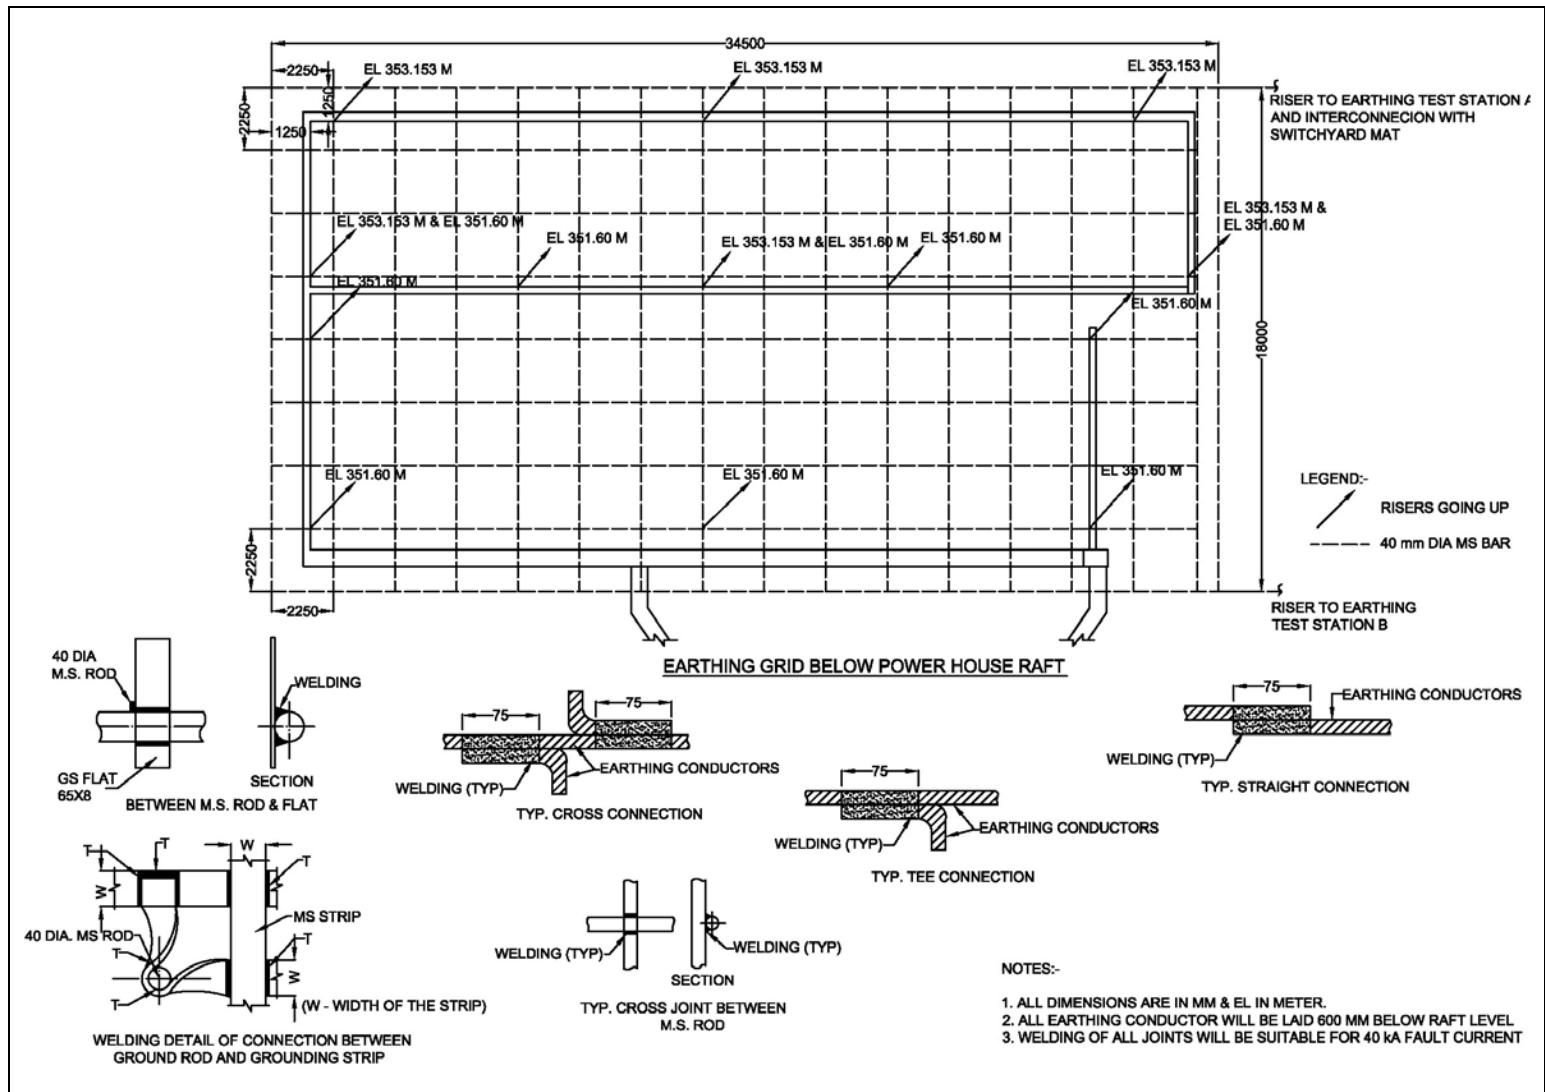 34500
2250
EL 353.153 M
EL 353.153 M
EL 353.153 M
1250
2250
1250
RISER TO EARTHING TEST STATION A
AND INTERCONNECION WITH
SWITCHYARD MAT
EL 353.153 M & EL 351.60 M
EL 351.60 M
EL 353.153 M & EL 351.60 M
EL 351.60 M
EL 353.153 M &
EL 351.60 M
EL 351.60 M
EL 351.60 M
18000
EL 351.60 M
EL 351.60 M
EL 351.60 M
LEGEND:-
RISERS GOING UP
40 mm DIA MS BAR
2250
2250
RISER TO EARTHING
TEST STATION B
EARTHING GRID BELOW POWER HOUSE RAFT
40 DIA
M.S. ROD
WELDING
GS FLAT
65X8
SECTION
BETWEEN M.S. ROD & FLAT
75
75
WELDING (TYP)
EARTHING CONDUCTORS
TYP. CROSS CONNECTION
75
WELDING (TYP)
EARTHING CONDUCTORS
TYP. TEE CONNECTION
75
EARTHING CONDUCTORS
WELDING (TYP)
TYP. STRAIGHT CONNECTION
T
T
W
T
W
MS STRIP
40 DIA. MS ROD
T
T
W
T
(W - WIDTH OF THE STRIP)
WELDING DETAIL OF CONNECTION BETWEEN
GROUND ROD AND GROUNDING STRIP
WELDING (TYP)
WELDING (TYP)
SECTION
TYP. CROSS JOINT BETWEEN
M.S. ROD
NOTES:-
1. ALL DIMENSIONS ARE IN MM & EL IN METER.
2. ALL EARTHING CONDUCTOR WILL BE LAID 600 MM BELOW RAFT LEVEL
3. WELDING OF ALL JOINTS WILL BE SUITABLE FOR 40 kA FAULT CURRENT